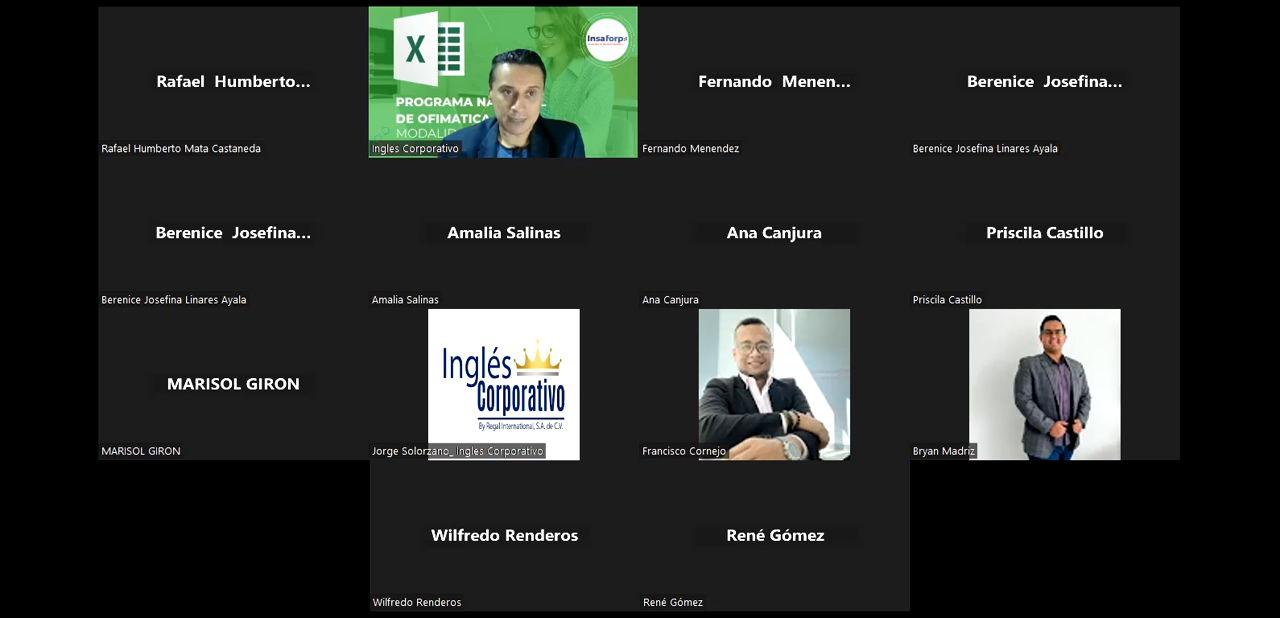 Rafael Humberto...
Rafael Humberto Mata Castaneda
X
Insaforp
PROGRAMA NA
DE OFIMATICA
MODALI
Ingles Corporativo
Fernando Menen...
Fernando Menendez
Berenice Josefina...
Berenice Josefina Linares Ayala
Berenice Josefina...
Berenice Josefina Linares Ayala
Amalia Salinas
Amalia Salinas
Ana Canjura
Ana Canjura
Priscila Castillo
Priscila Castillo
MARISOL GIRON
MARISOL GIRON
Inglés
Corporativo
By Regal International, S.A. de C.V.
Jorge Solorzano_ Ingles Corporativo
Francisco Cornejo
Bryan Madriz
Wilfredo Renderos
Wilfredo Renderos
René Gómez
René Gómez